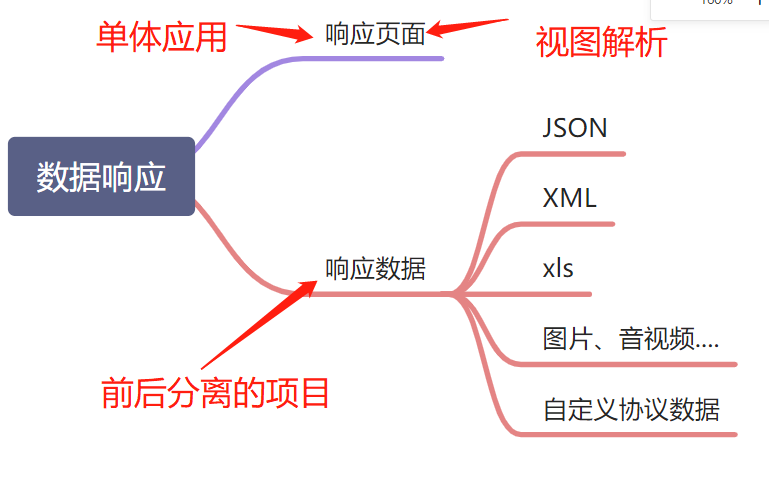 单体应用
响应页面
视图解析
JSON
数据响应
XML
响应数据
xls
图片、音视频....
前后分离的项目
自定义协议数据